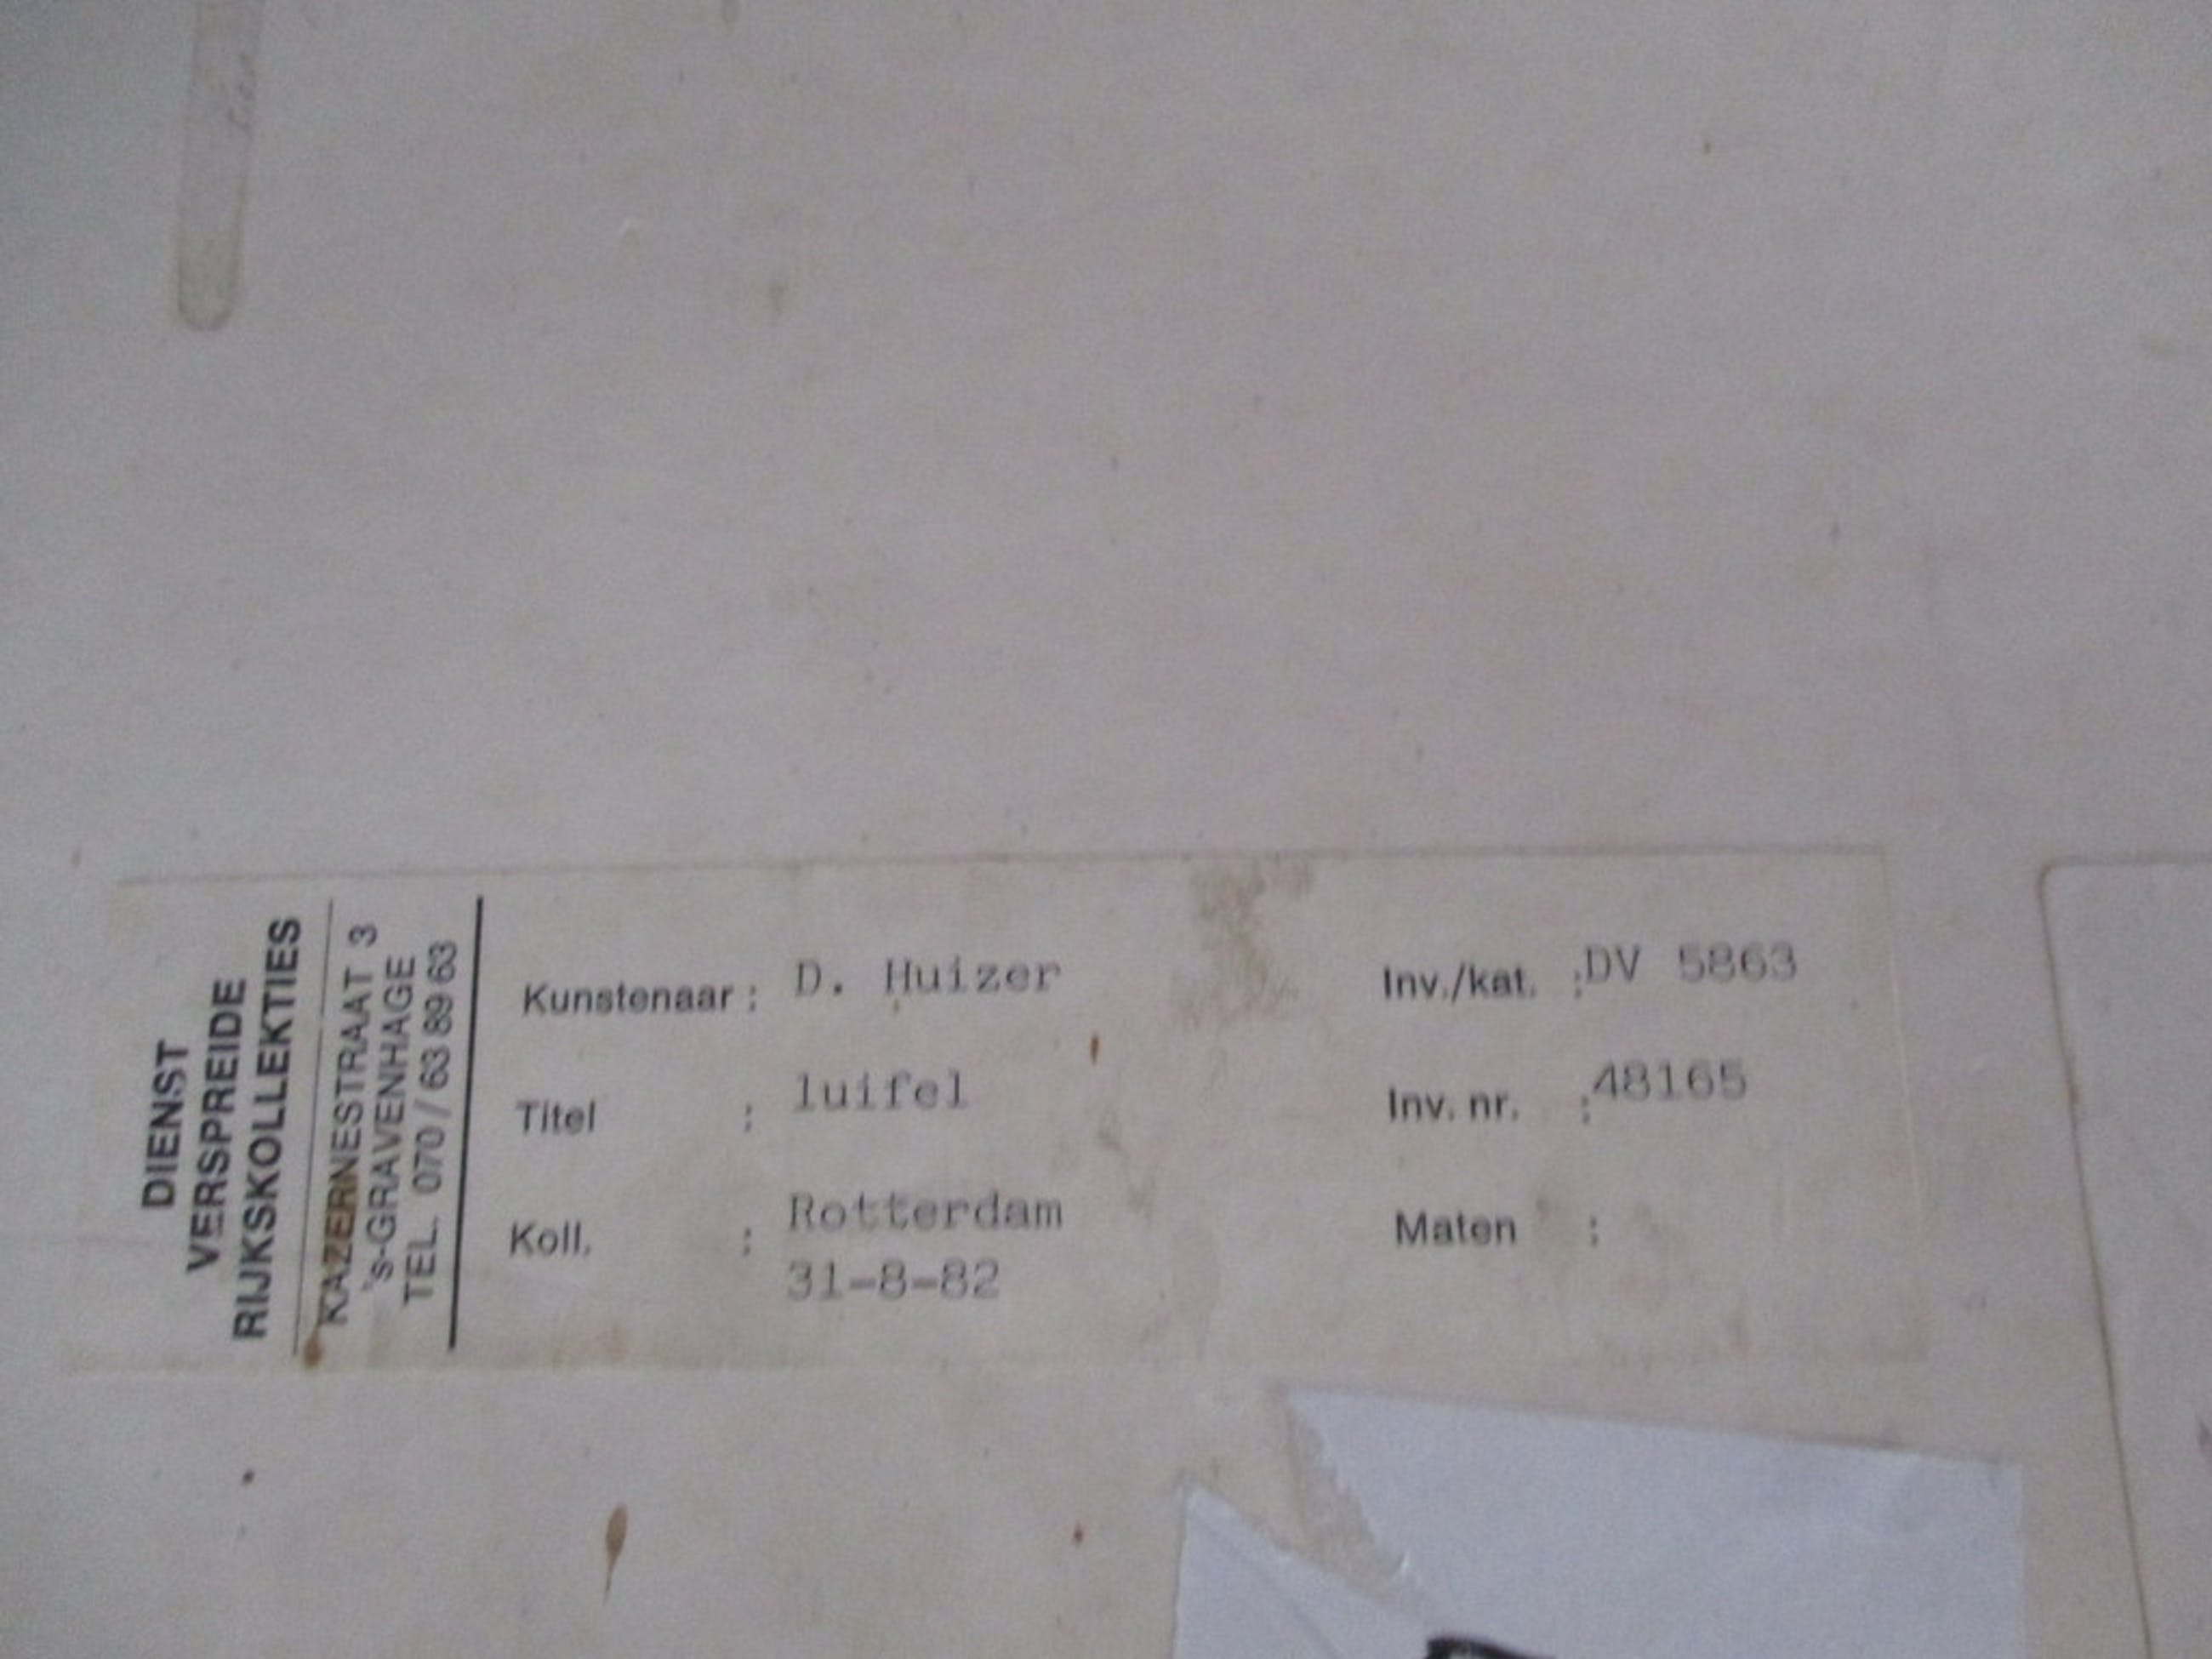 DIENST
VERSPREIDE
RIJKSKOLLEKTIES
KAZERNESTRAAT 3
's-GRAVENHAGE
TEL. 070 / 63 89 63
Kunstenaar : D. Huizer
Titel : luifel
Koll. : Rotterdam
31-8-82
Inv./kat. : DV 5863
Inv. nr. : 48165
Maten :